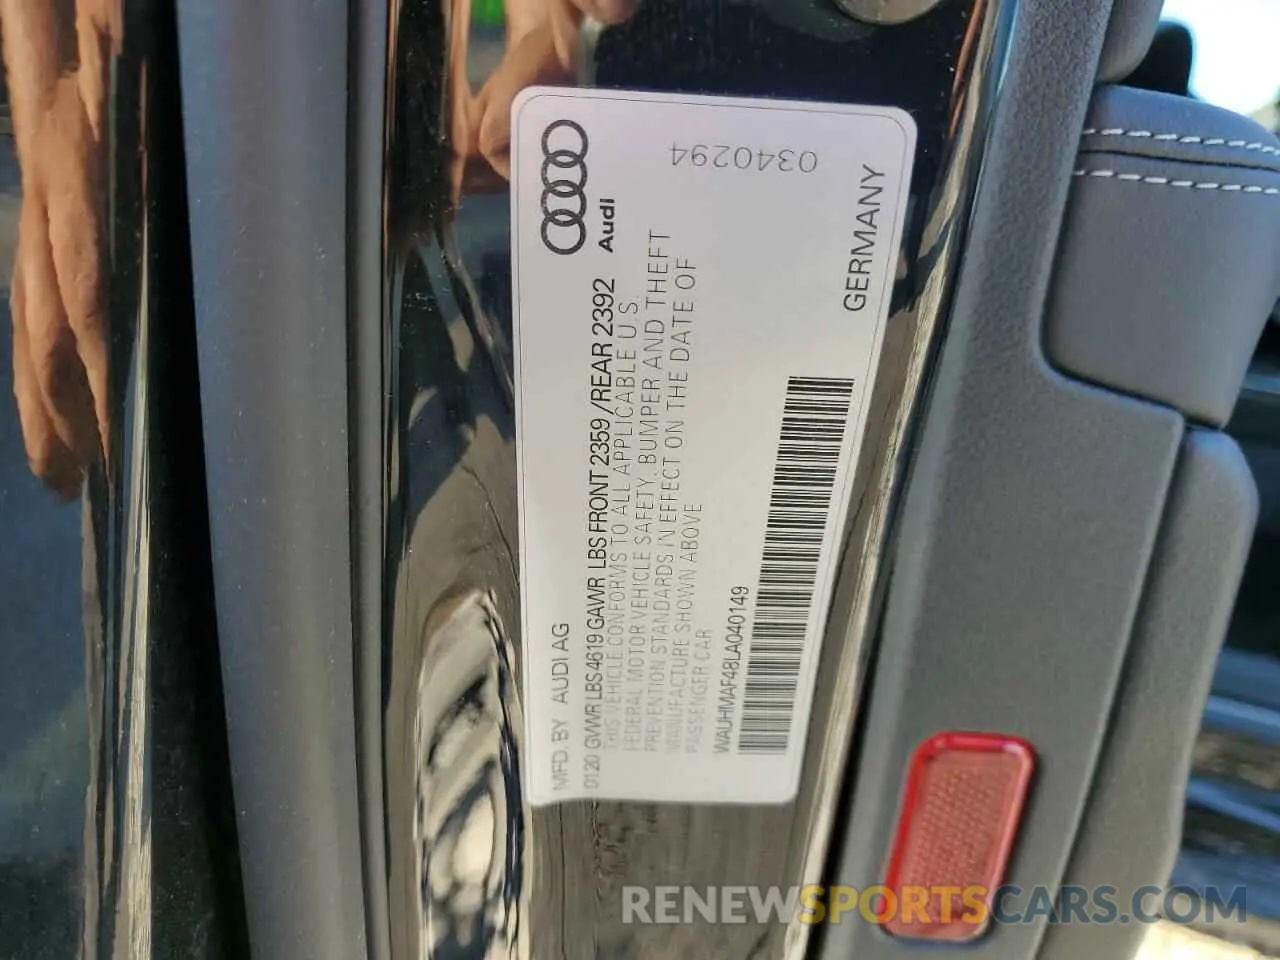 Audi
0340294
MFD. BY AUDI AG
0120 GVWR LBS 4619 GAWR LBS FRONT 2359/REAR 2392
THIS VEHICLE CONFORMS TO ALL APPLICABLE U.S.
FEDERAL MOTOR VEHICLE SAFETY, BUMPER AND THEFT
PREVENTION STANDARDS IN EFFECT ON THE DATE OF
MANUFACTURE SHOWN ABOVE
PASSENGER CAR
WAUHMAF48LA040149
GERMANY
RENEWSPORTSCARS.COM